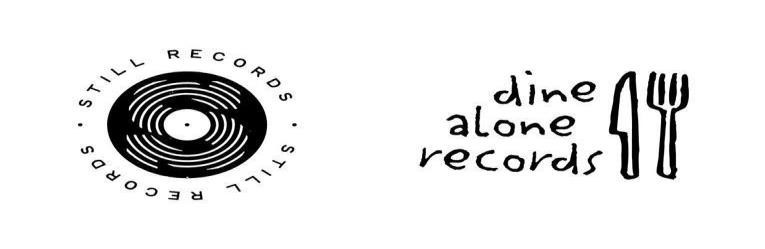 STILL RECORDS
STILL RECORDS
dine
alone
records